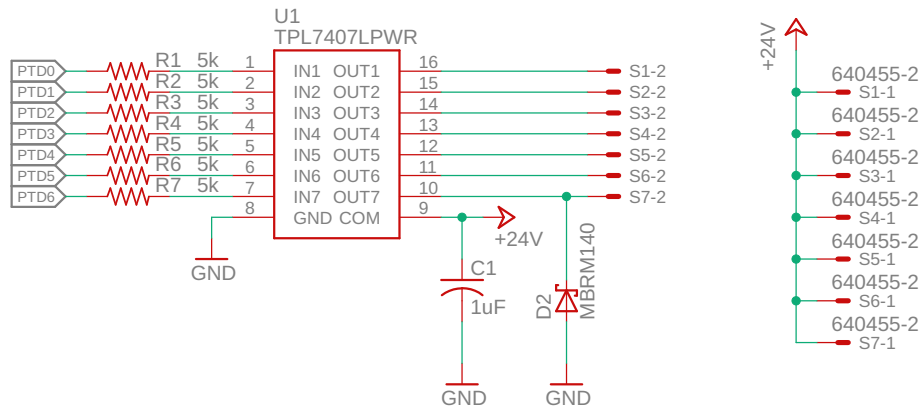 U1
TPL7407LPWR
PTD0 R1 5k 1 IN1 OUT1 16 S1-2
PTD1 R2 5k 2 IN2 OUT2 15 S2-2
PTD2 R3 5k 3 IN3 OUT3 14 S3-2
PTD3 R4 5k 4 IN4 OUT4 13 S4-2
PTD4 R5 5k 5 IN5 OUT5 12 S5-2
PTD5 R6 5k 6 IN6 OUT6 11 S6-2
PTD6 R7 5k 7 IN7 OUT7 10 S7-2
8 GND COM 9
+24V
GND
C1
1uF
GND
D2
MBRM140
GND
+24V
640455-2
S1-1
640455-2
S2-1
640455-2
S3-1
640455-2
S4-1
640455-2
S5-1
640455-2
S6-1
640455-2
S7-1